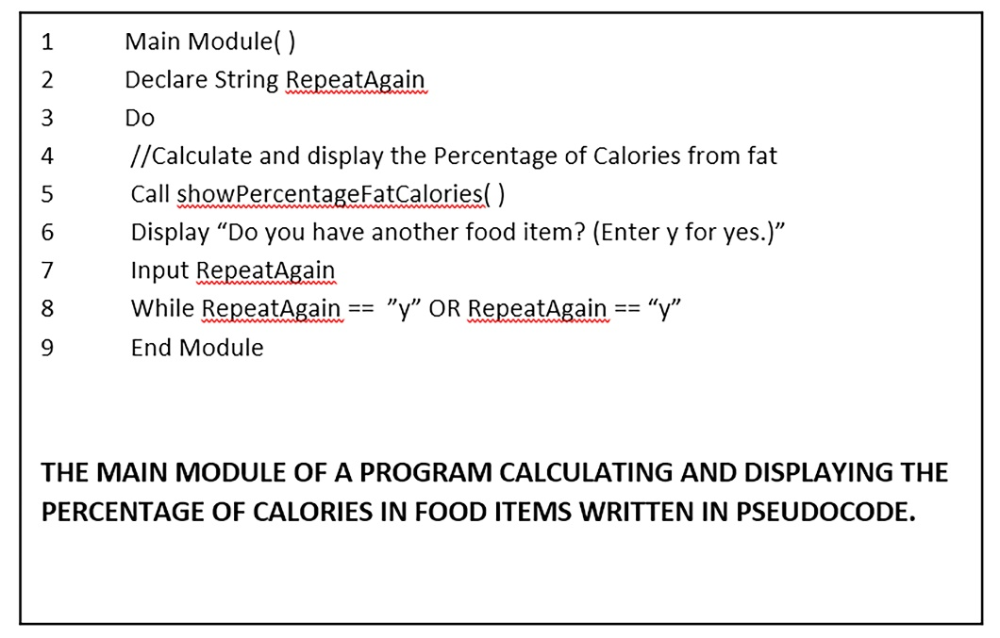 1 Main Module( )
2 Declare String RepeatAgain
3 Do
4 //Calculate and display the Percentage of Calories from fat
5 Call showPercentageFatCalories( )
6 Display “Do you have another food item? (Enter y for yes.)”
7 Input RepeatAgain
8 While RepeatAgain == ”y” OR RepeatAgain == “y”
9 End Module
THE MAIN MODULE OF A PROGRAM CALCULATING AND DISPLAYING THE
PERCENTAGE OF CALORIES IN FOOD ITEMS WRITTEN IN PSEUDOCODE.